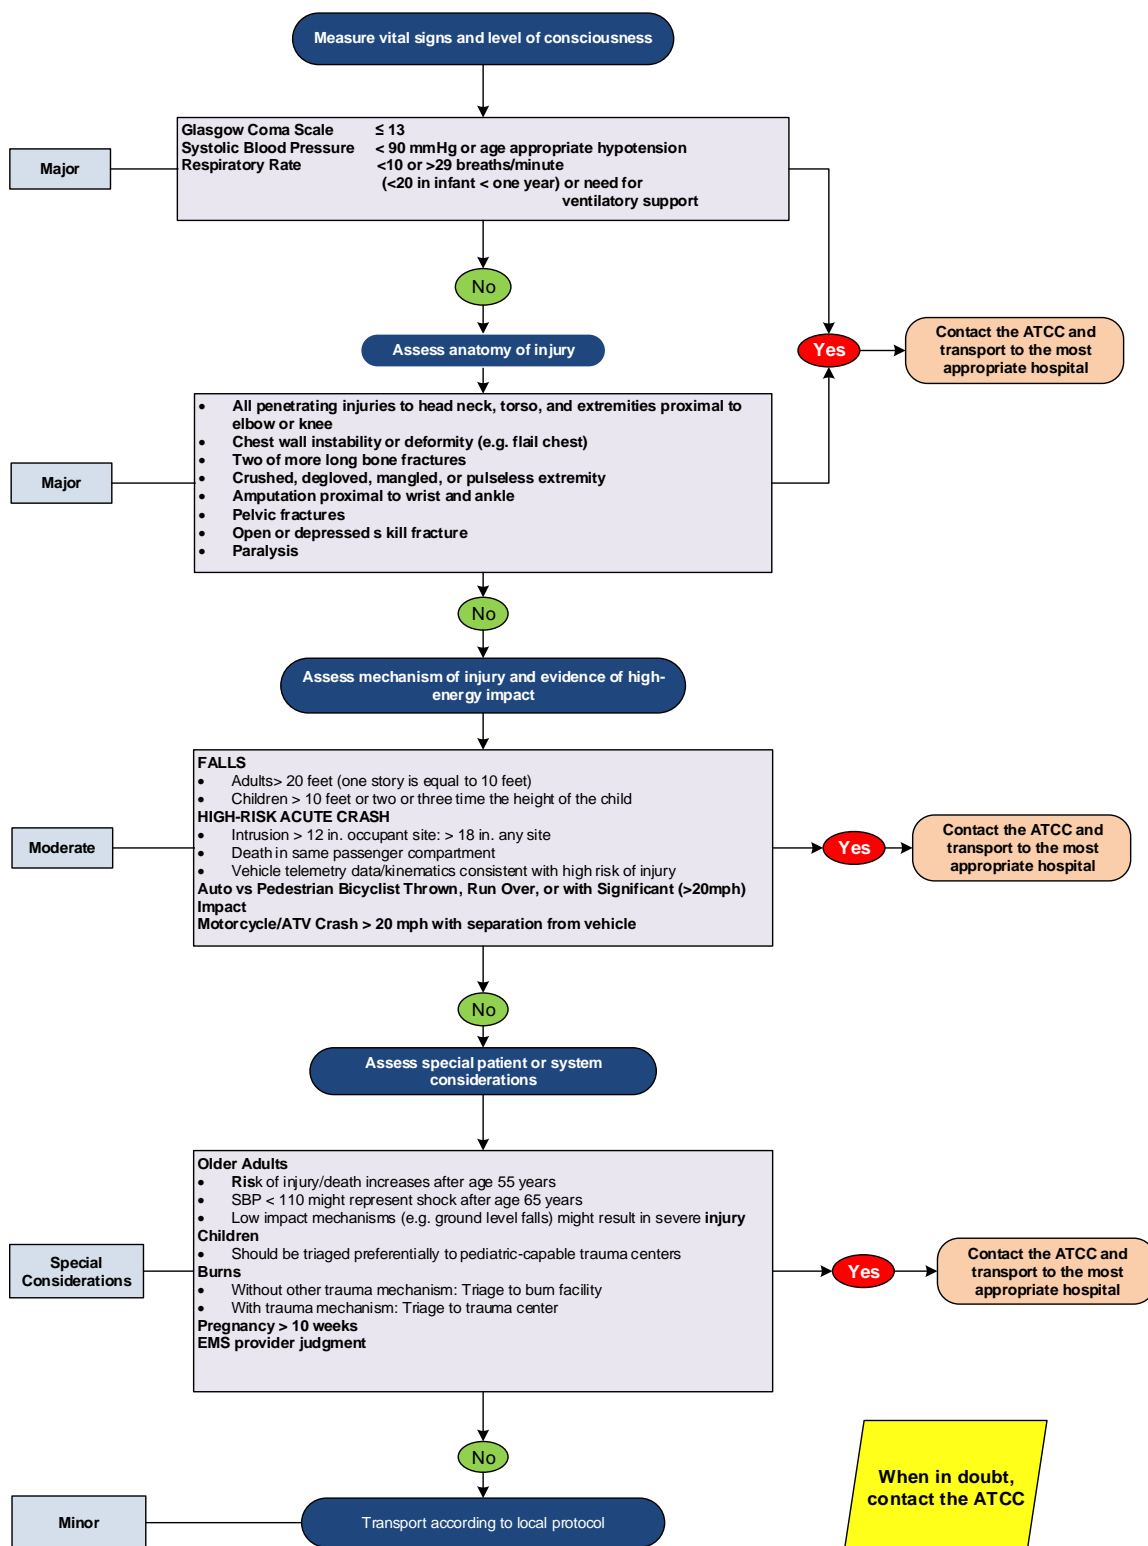 Measure vital signs and level of consciousness
Glasgow Coma Scale ≤ 13
Systolic Blood Pressure < 90 mmHg or age appropriate hypotension
Respiratory Rate <10 or >29 breaths/minute
(<20 in infant < one year) or need for
ventilatory support
Major
No
Assess anatomy of injury
Yes
Contact the ATCC and
transport to the most
appropriate hospital
• All penetrating injuries to head neck, torso, and extremities proximal to
elbow or knee
• Chest wall instability or deformity (e.g. flail chest)
• Two of more long bone fractures
• Crushed, degloved, mangled, or pulseless extremity
• Amputation proximal to wrist and ankle
• Pelvic fractures
• Open or depressed s kill fracture
• Paralysis
Major
No
Assess mechanism of injury and evidence of high-
energy impact
FALLS
• Adults> 20 feet (one story is equal to 10 feet)
• Children > 10 feet or two or three time the height of the child
HIGH-RISK ACUTE CRASH
• Intrusion > 12 in. occupant site: > 18 in. any site
• Death in same passenger compartment
• Vehicle telemetry data/kinematics consistent with high risk of injury
Auto vs Pedestrian Bicyclist Thrown, Run Over, or with Significant (>20mph)
Impact
Motorcycle/ATV Crash > 20 mph with separation from vehicle
Moderate
Yes
Contact the ATCC and
transport to the most
appropriate hospital
No
Assess special patient or system
considerations
Older Adults
• Risk of injury/death increases after age 55 years
• SBP < 110 might represent shock after age 65 years
• Low impact mechanisms (e.g. ground level falls) might result in severe injury
Children
• Should be triaged preferentially to pediatric-capable trauma centers
Burns
• Without other trauma mechanism: Triage to burn facility
• With trauma mechanism: Triage to trauma center
Pregnancy > 10 weeks
EMS provider judgment
Special
Considerations
Yes
Contact the ATCC and
transport to the most
appropriate hospital
No
When in doubt,
contact the ATCC
Minor
Transport according to local protocol